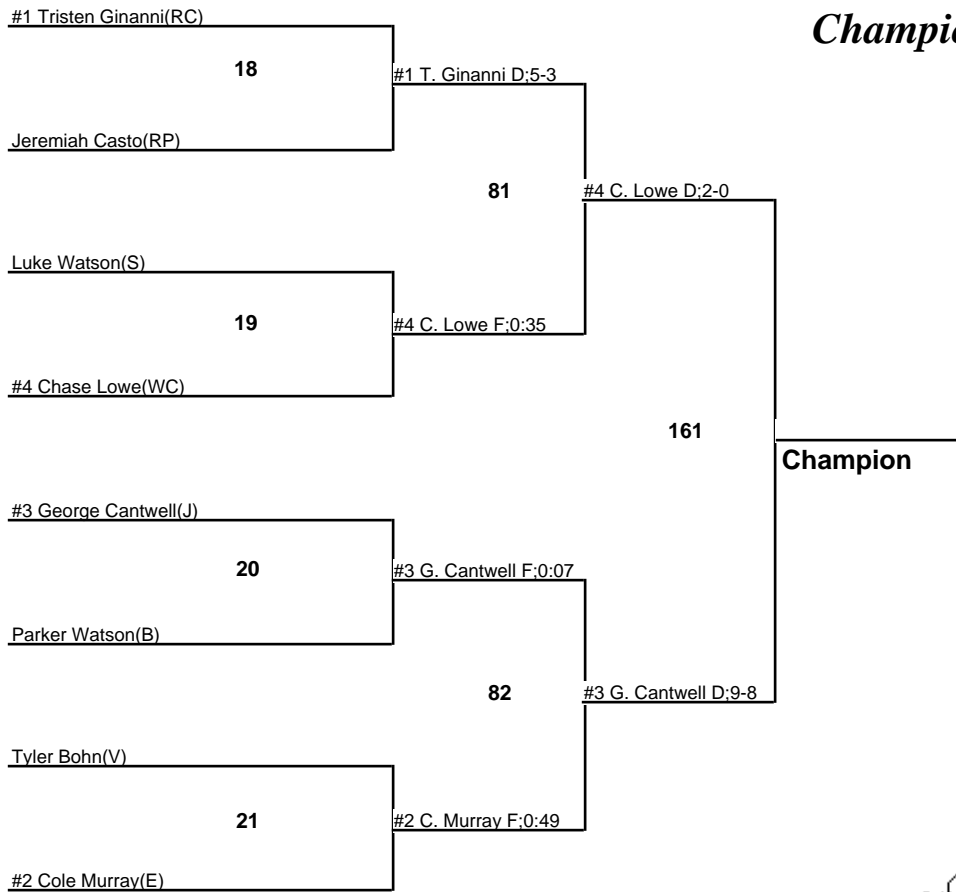 #1 Tristen Ginanni(RC)
Champio
18
#1 T. Ginanni D;5-3
Jeremiah Casto(RP)
81
#4 C. Lowe D;2-0
Luke Watson(S)
19
#4 C. Lowe F;0:35
#4 Chase Lowe(WC)
161
Champion
#3 George Cantwell(J)
20
#3 G. Cantwell F;0:07
Parker Watson(B)
82
#3 G. Cantwell D;9-8
Tyler Bohn(V)
21
#2 C. Murray F;0:49
#2 Cole Murray(E)